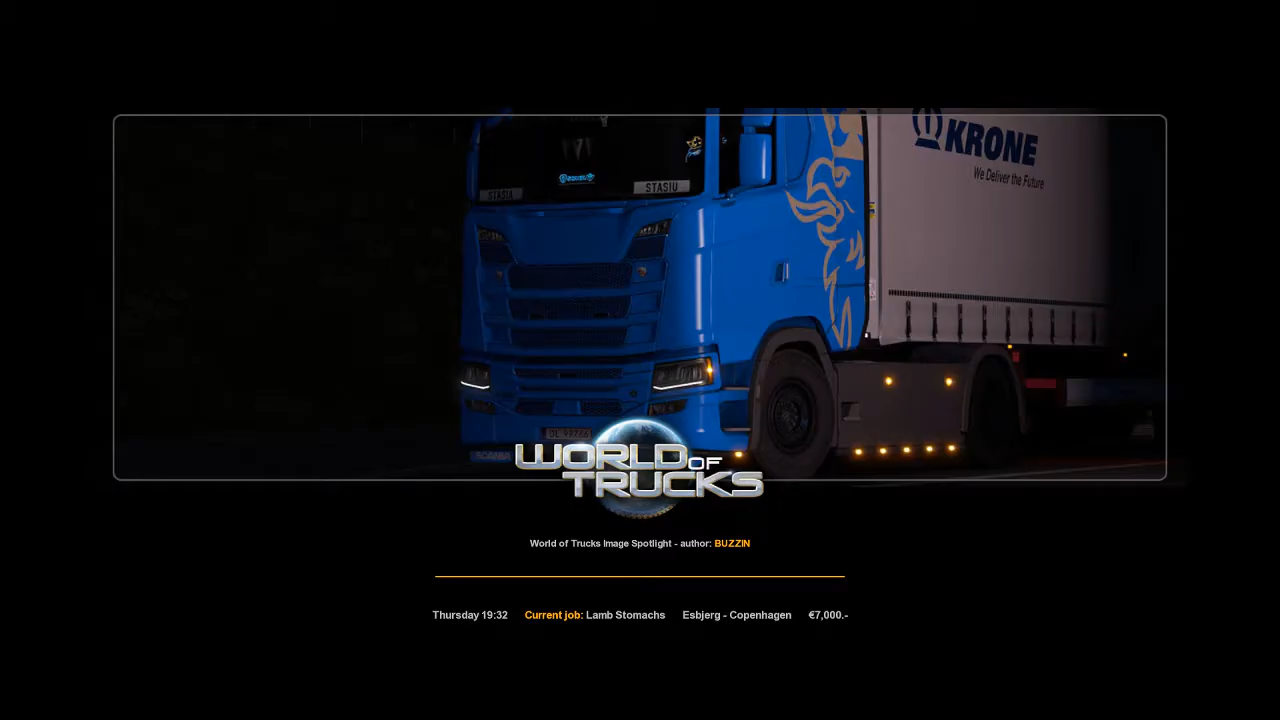 KRONE
We Deliver the Future
STASIU
SCANIA
WORLD OF
TRUCKS
World of Trucks Image Spotlight - author: BUZZIN
Thursday 19:32 Current job: Lamb Stomachs Esbjerg - Copenhagen €7,000.-